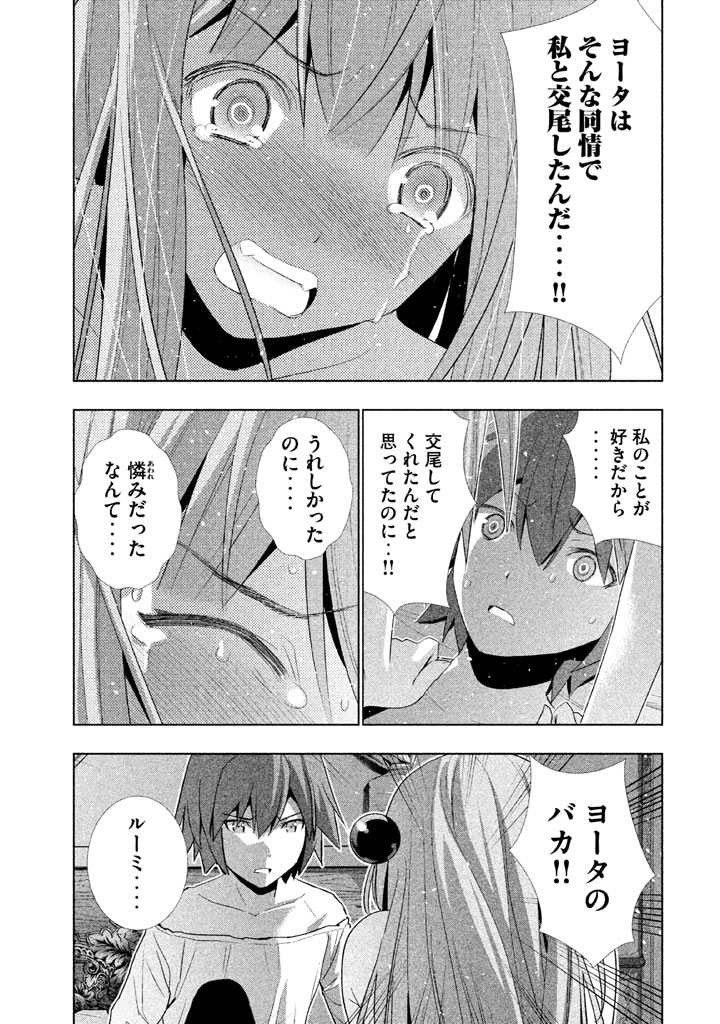 ヨータは
そんな同情で
私と交尾したんだ‥‥!!
私のことが
好きだから
‥‥‥
交尾して
くれたんだと
思ってたのに‥!!
うれしかった
のに‥‥
憐みだった
あわれ
なんて‥‥
ヨータの
バカ!!
ルーミ‥‥